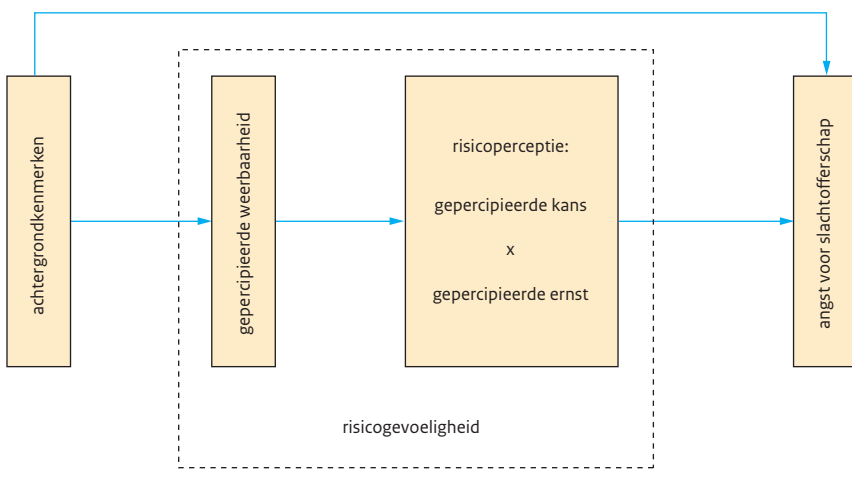 achtergrondkenmerken
gepercipieerde weerbaarheid
risicoperceptie:
gepercipieerde kans
x
gepercipieerde ernst
angst voor slachtofferschap
risicogevoeligheid